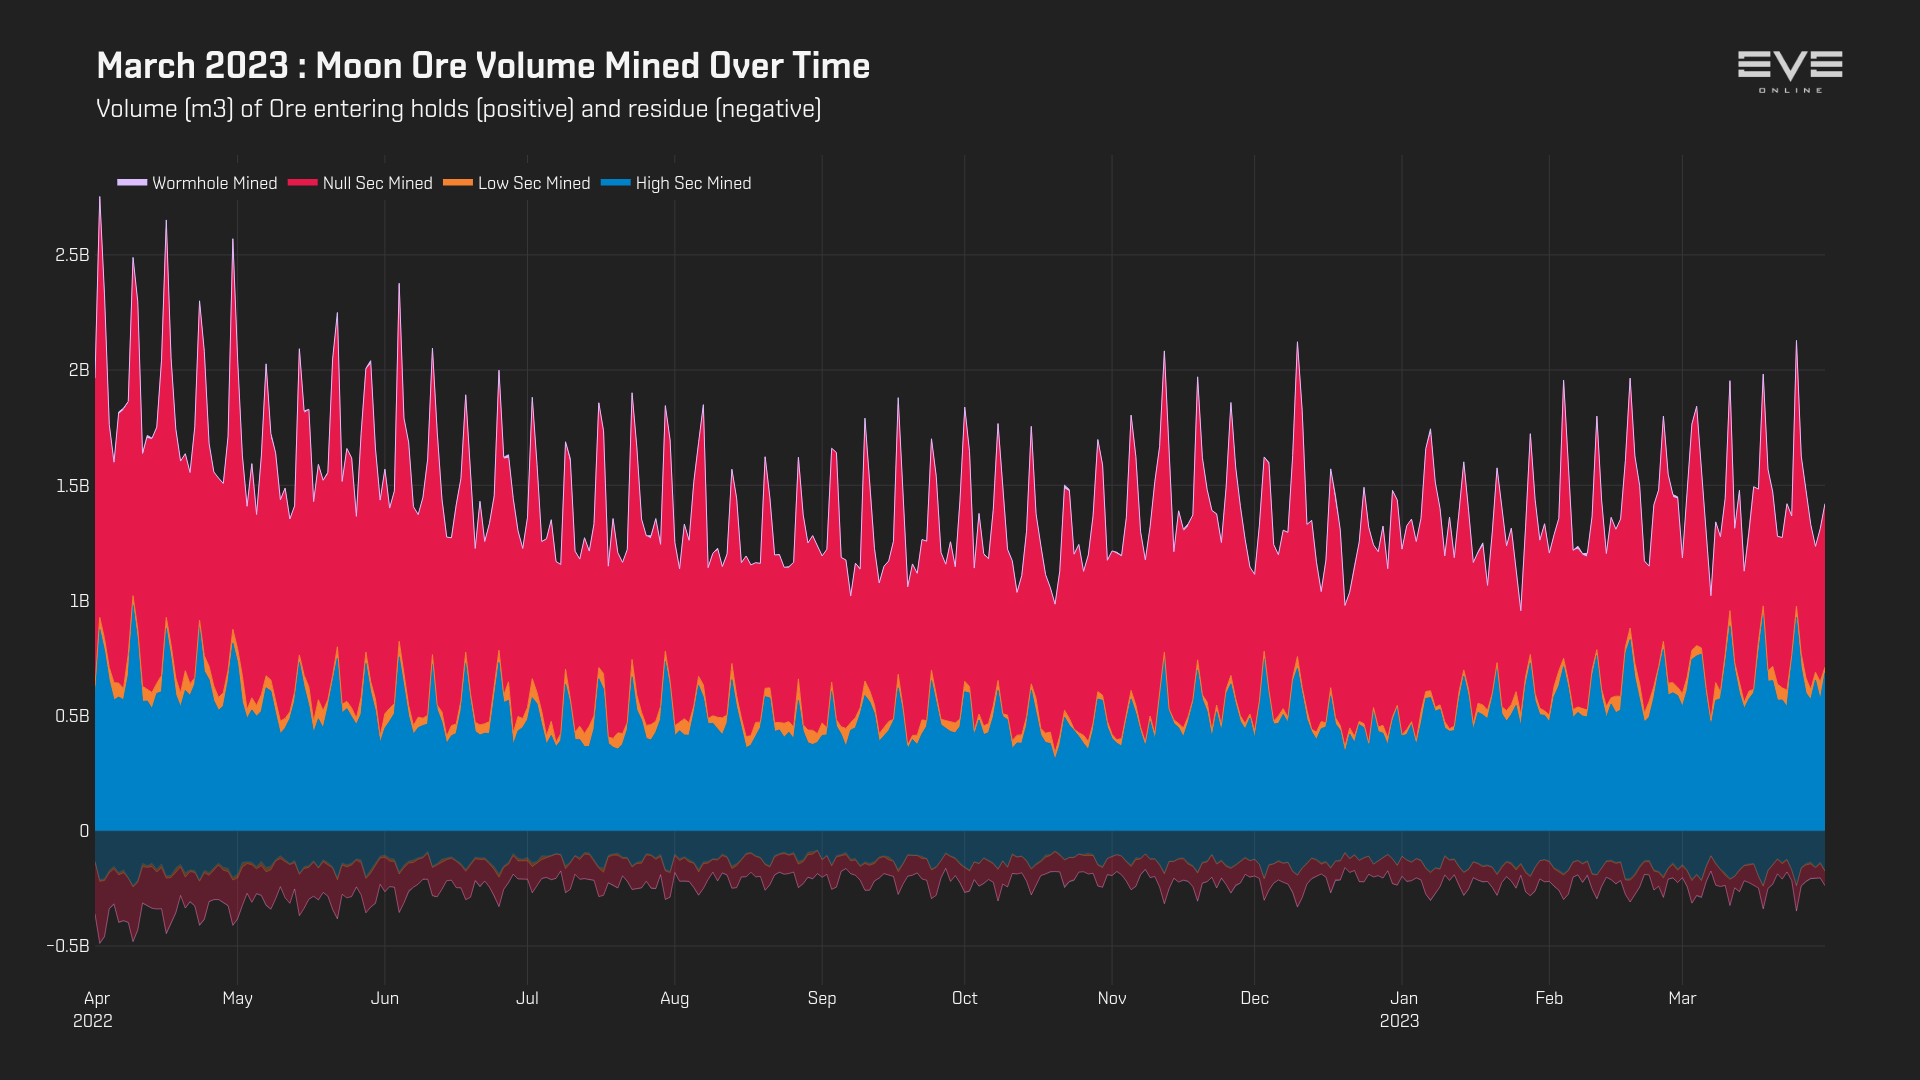 March 2023 : Moon Ore Volume Mined Over Time
Volume (m3) of Ore entering holds (positive) and residue (negative)
EVE
ONLINE
Wormhole Mined Null Sec Mined Low Sec Mined High Sec Mined
2.5B
2B
1.5B
1B
0.5B
0
−0.5B
Apr May Jun Jul Aug Sep Oct Nov Dec Jan Feb Mar
2022 2023